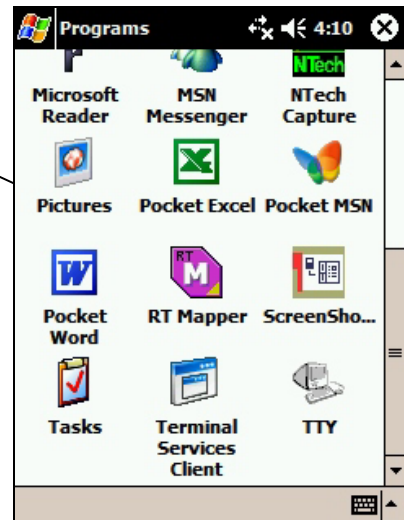 Programs 4:10
NTech
Microsoft Reader
MSN Messenger
NTech Capture
Pictures
Pocket Excel
Pocket MSN
W
Pocket Word
RT
M
RT Mapper
ScreenSho...
Tasks
Terminal Services Client
TTY